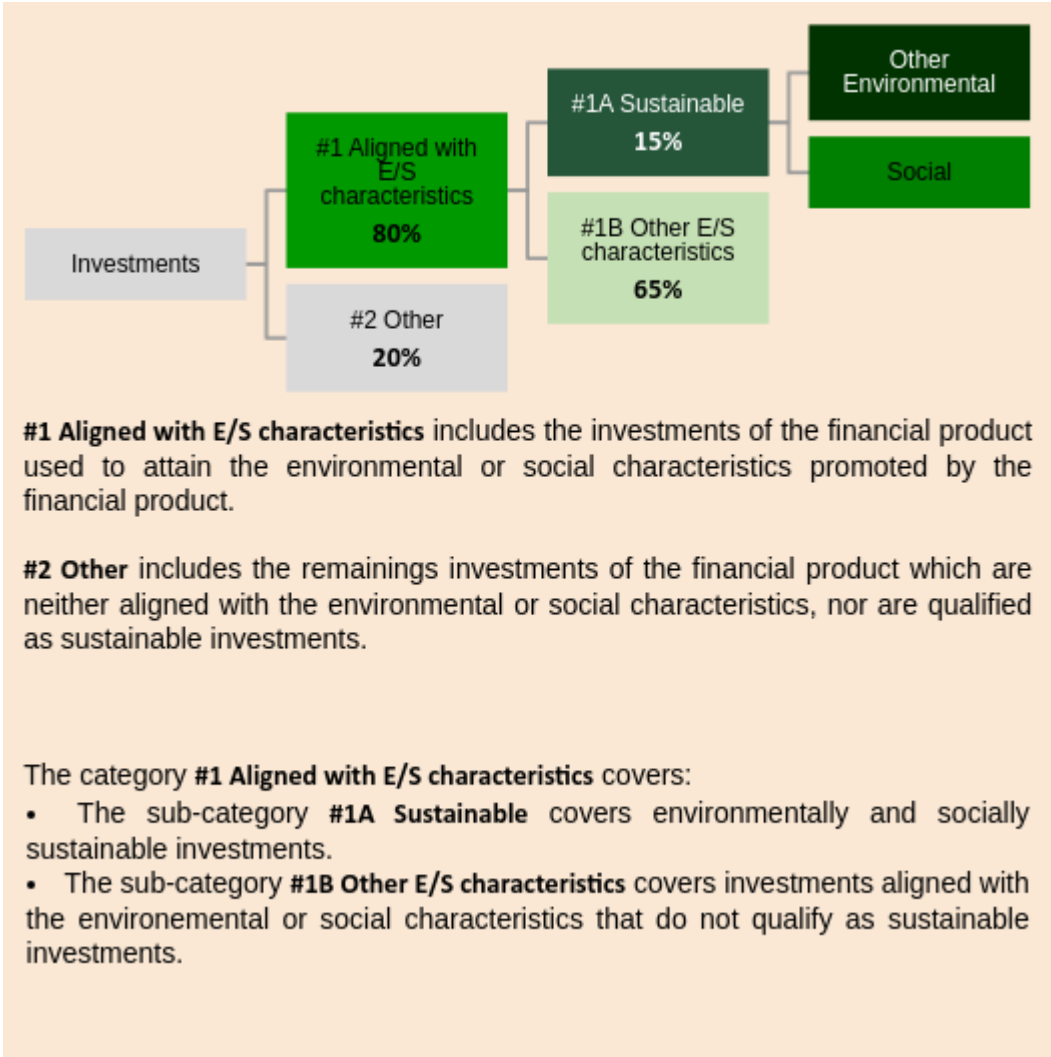 Other
Environmental
#1A Sustainable
15%
#1 Aligned with
E/S
characteristics
80%
Social
#1B Other E/S
characteristics
65%
Investments
#2 Other
20%
#1 Aligned with E/S characteristics includes the investments of the financial product
used to attain the environmental or social characteristics promoted by the
financial product.
#2 Other includes the remainings investments of the financial product which are
neither aligned with the environmental or social characteristics, nor are qualified
as sustainable investments.
The category #1 Aligned with E/S characteristics covers:
• The sub-category #1A Sustainable covers environmentally and socially
sustainable investments.
• The sub-category #1B Other E/S characteristics covers investments aligned with
the environemental or social characteristics that do not qualify as sustainable
investments.